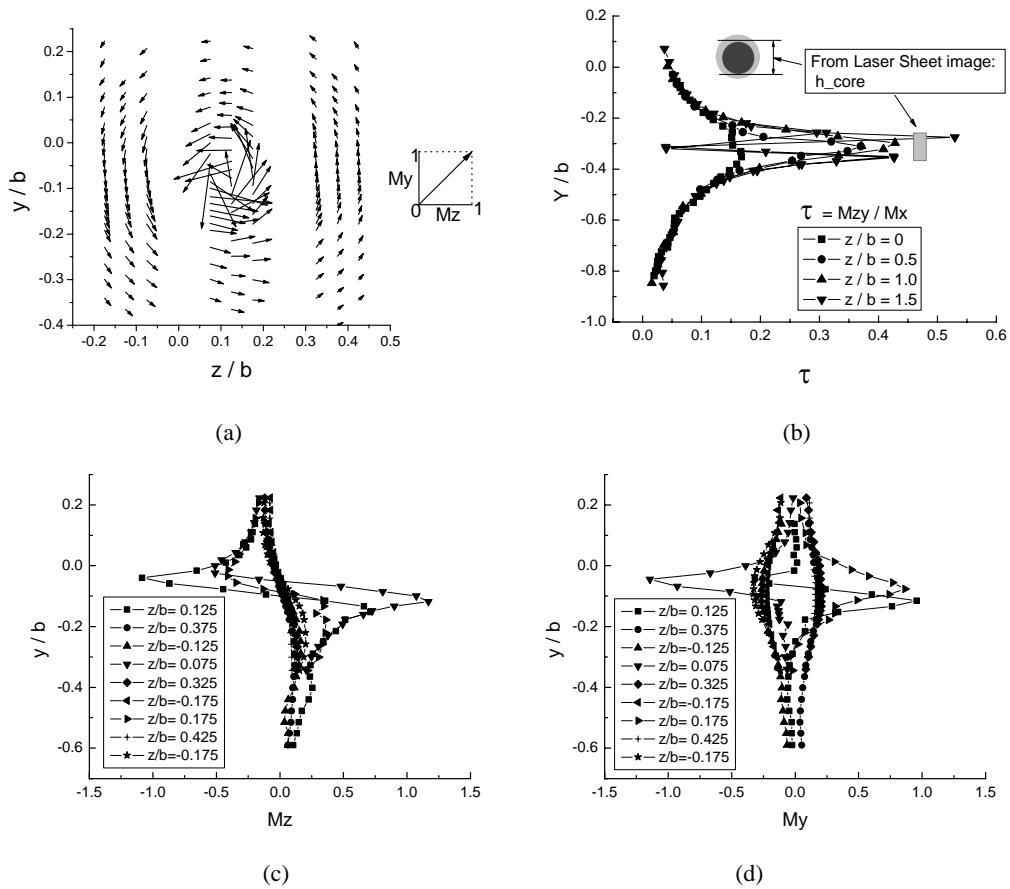 0.2
0.1
0.0
-0.1
-0.2
-0.3
-0.4
y / b
-0.2 -0.1 0.0 0.1 0.2 0.3 0.4 0.5
z / b
1
My
0 Mz 1
(a)
0.2
0.0
-0.2
-0.4
-0.6
-0.8
-1.0
Y / b
From Laser Sheet image:
h_core
τ = Mzy / Mx
z / b = 0
z / b = 0.5
z / b = 1.0
z / b = 1.5
0.0 0.1 0.2 0.3 0.4 0.5 0.6
τ
(b)
0.2
0.0
-0.2
-0.4
-0.6
y / b
z/b= 0.125
z/b= 0.375
z/b=-0.125
z/b= 0.075
z/b= 0.325
z/b=-0.175
z/b= 0.175
z/b= 0.425
z/b=-0.175
-1.5 -1.0 -0.5 0.0 0.5 1.0 1.5
Mz
(c)
0.2
0.0
-0.2
-0.4
-0.6
y / b
z/b= 0.125
z/b= 0.375
z/b=-0.125
z/b= 0.075
z/b= 0.325
z/b=-0.175
z/b= 0.175
z/b= 0.425
z/b=-0.175
-1.5 -1.0 -0.5 0.0 0.5 1.0 1.5
My
(d)